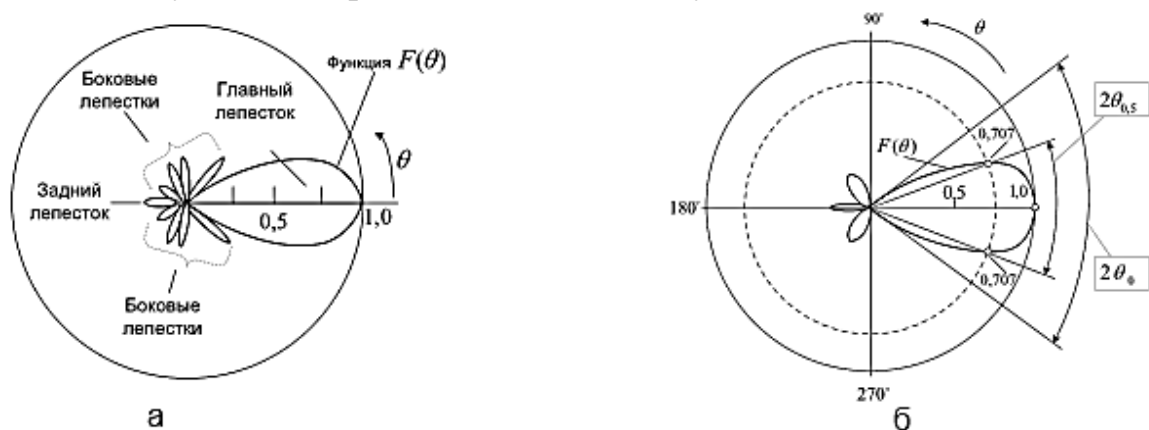 Боковые
лепестки
Функция F(θ)
Главный
лепесток
θ
Задний
лепесток
0,5
1,0
Боковые
лепестки
а
90°
θ
2θ0,5
0,707
F(θ)
180°
0,5
1,0
0,707
2θ0
270°
б